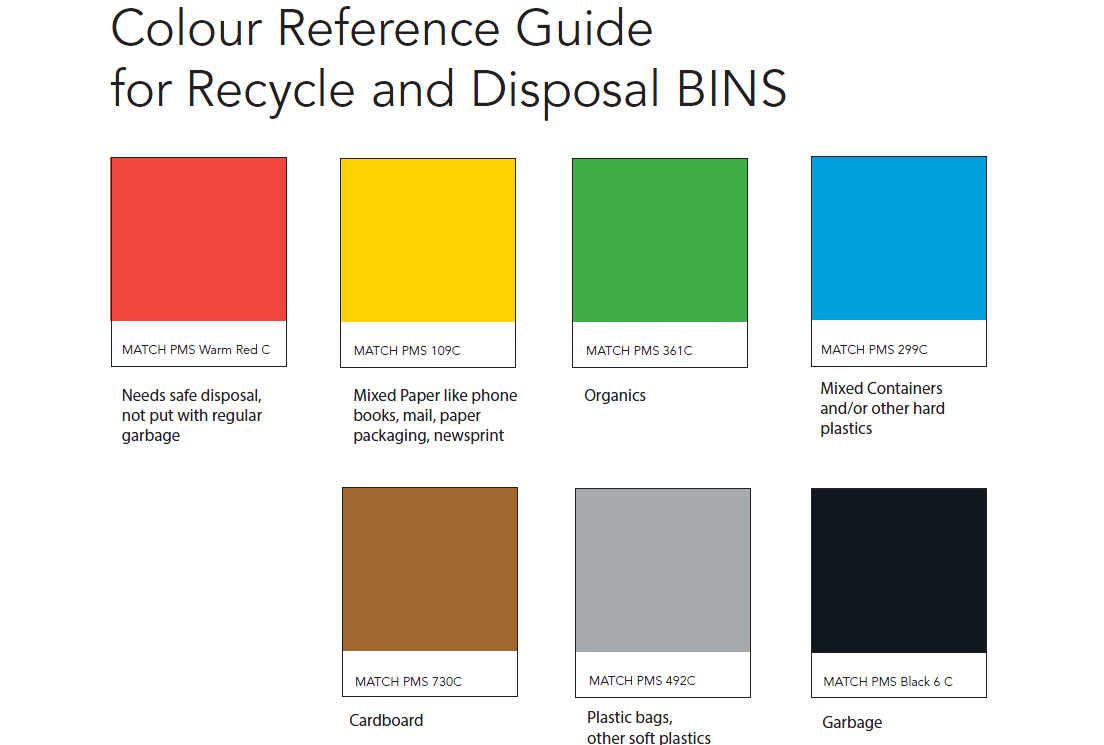 Colour Reference Guide
for Recycle and Disposal BINS
MATCH PMS Warm Red C
Needs safe disposal,
not put with regular
garbage
MATCH PMS 109C
Mixed Paper like phone
books, mail, paper
packaging, newsprint
MATCH PMS 361C
Organics
MATCH PMS 299C
Mixed Containers
and/or other hard
plastics
MATCH PMS 730C
Cardboard
MATCH PMS 492C
Plastic bags,
other soft plastics
MATCH PMS Black 6 C
Garbage